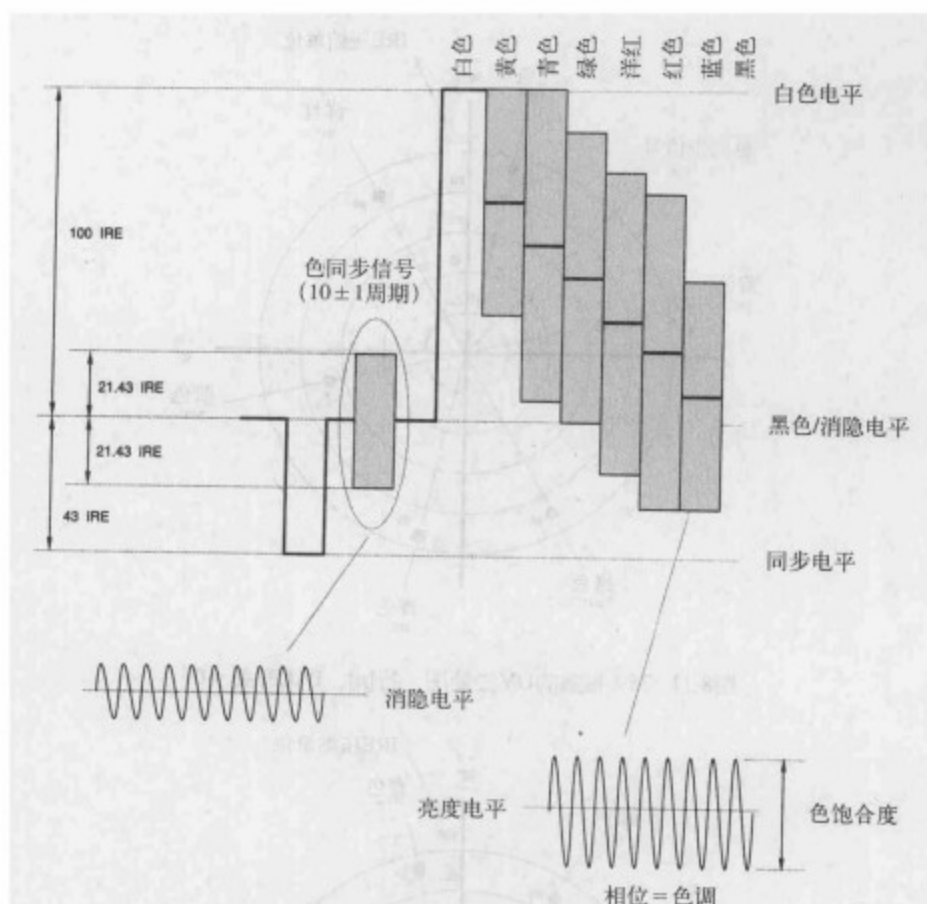 白色
黄色
青色
绿色
洋红
红色
蓝色
黑色
白色电平
100 IRE
色同步信号
(10±1周期)
21.43 IRE
21.43 IRE
黑色/消隐电平
43 IRE
同步电平
消隐电平
亮度电平
色饱合度
相位=色调